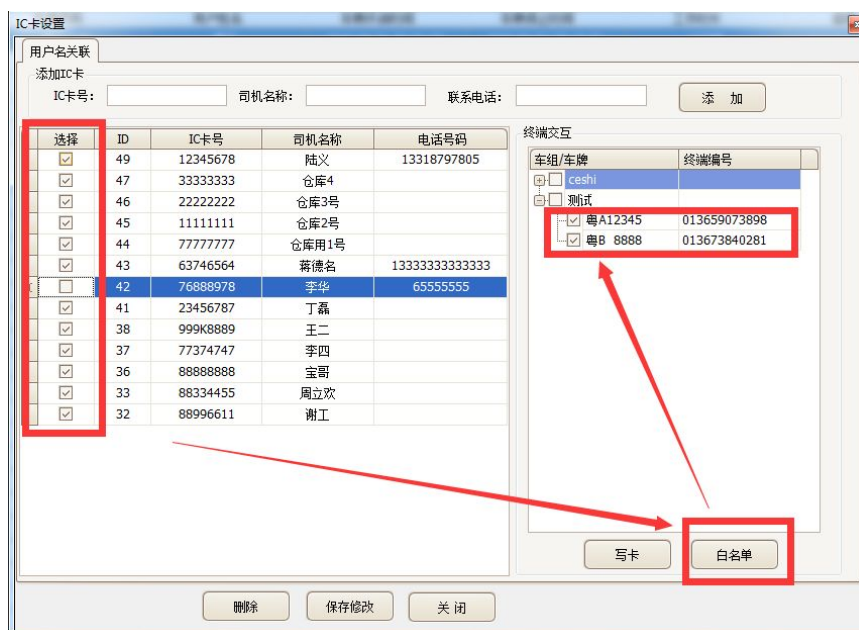 IC卡设置
用户名关联
添加IC卡
IC卡号: 司机名称: 联系电话: 添 加
选择 ID IC卡号 司机名称 电话号码
49 12345678 陆义 13318797805
47 33333333 仓库4
46 22222222 仓库3号
45 11111111 仓库2号
44 77777777 仓库用1号
43 63746564 蒋德名 13333333333333
42 76888978 李华 65555555
41 23456787 丁磊
38 999K8889 王二
37 77374747 李四
36 88888888 宝哥
33 88334455 周立欢
32 88996611 谢工
终端交互
车组/车牌 终端编号
ceshi
测试
粤A12345 013659073898
粤B 8888 013673840281
写卡 白名单
删除 保存修改 关 闭